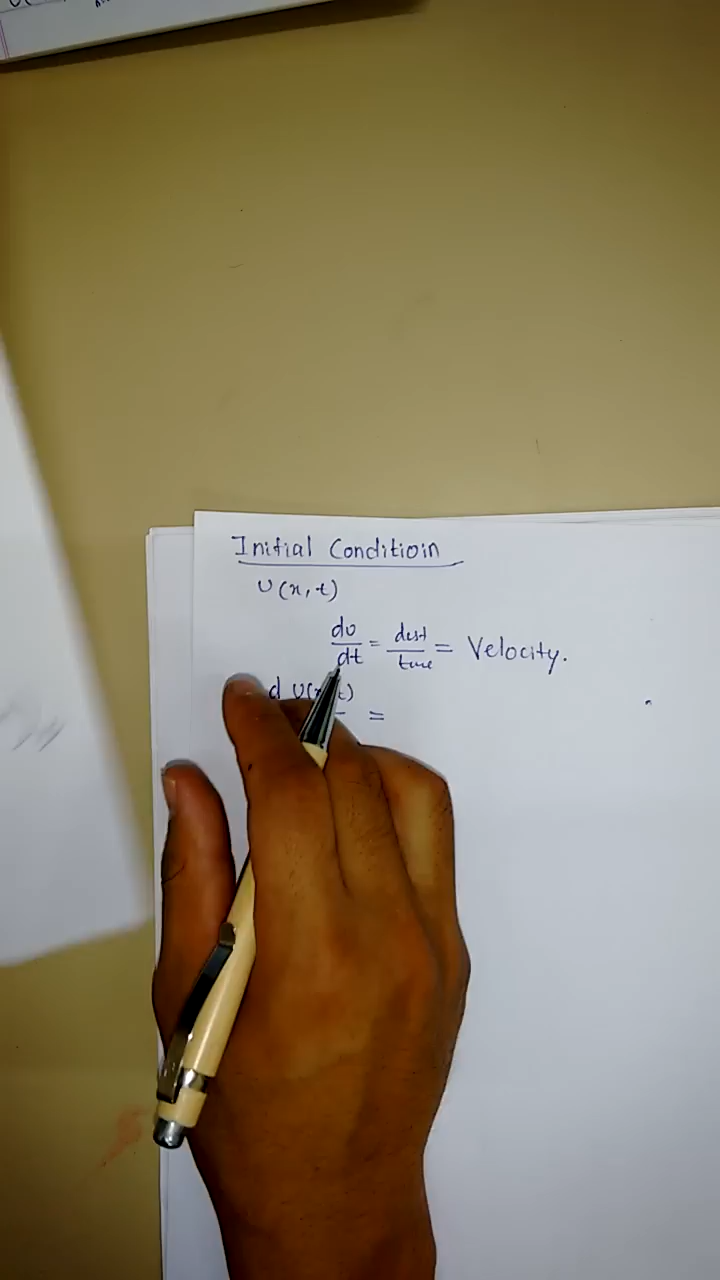 Initial Conditioin
U(x,t)
du/dt = dist/time = Velocity.
d U(x, t)
=